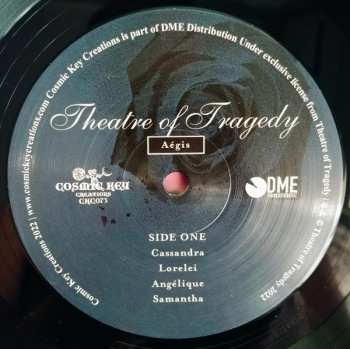 Cosmic Key Creations 2022 | www.cosmickeycreations.com Cosmic Key Creations is part of DME Distribution Under exclusive license from Theatre of Tragedy © Theatre of Tragedy 2022
Theatre of Tragedy
Aégis
COSMIC KEY
CREATIONS
CKC073
DME
SIDE ONE
Cassandra
Lorelei
Angélique
Samantha